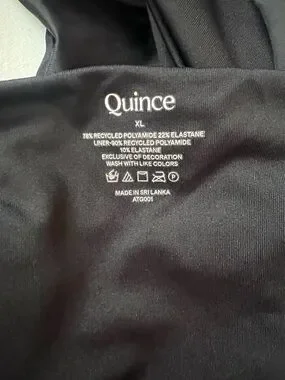 Quince
XL
78% RECYCLED POLYAMIDE 22% ELASTANE
LINER-90% RECYCLED POLYAMIDE
10% ELASTANE
EXCLUSIVE OF DECORATION
WASH WITH LIKE COLORS
P
MADE IN SRI LANKA
ATG001